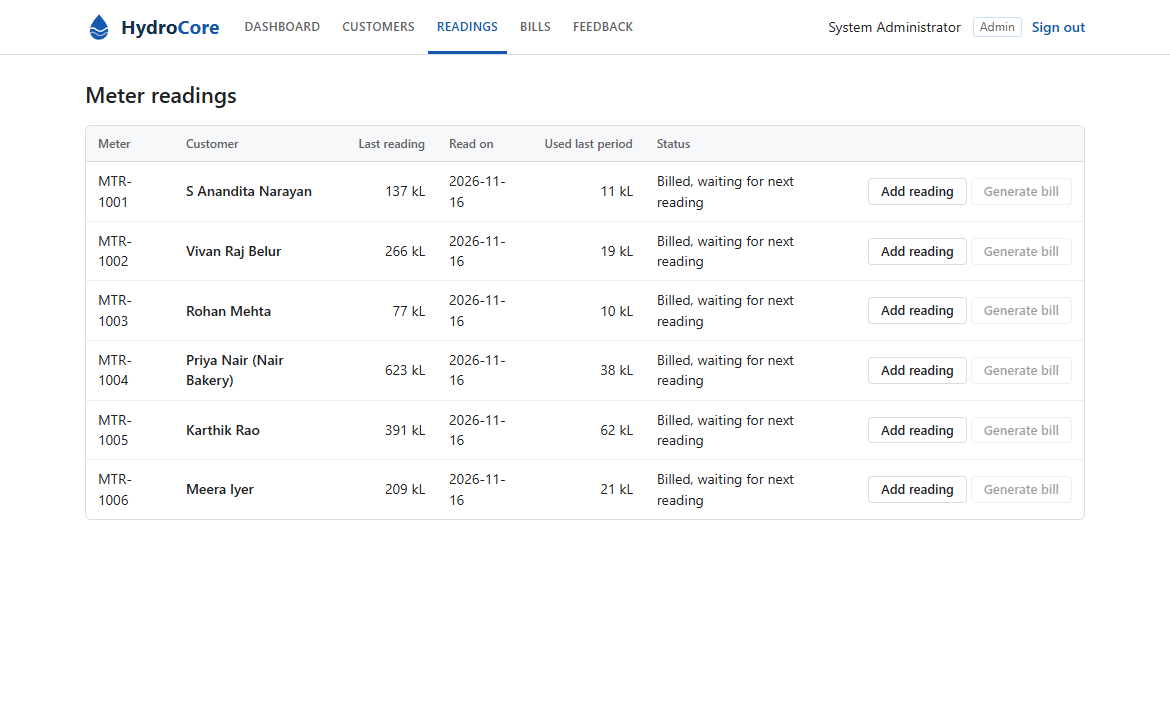 HydroCore DASHBOARD CUSTOMERS READINGS BILLS FEEDBACK System Administrator Admin Sign out
Meter readings
Meter Customer Last reading Read on Used last period Status
MTR-1001 S Anandita Narayan 137 kL 2026-11-16 11 kL Billed, waiting for next reading Add reading Generate bill
MTR-1002 Vivan Raj Belur 266 kL 2026-11-16 19 kL Billed, waiting for next reading Add reading Generate bill
MTR-1003 Rohan Mehta 77 kL 2026-11-16 10 kL Billed, waiting for next reading Add reading Generate bill
MTR-1004 Priya Nair (Nair Bakery) 623 kL 2026-11-16 38 kL Billed, waiting for next reading Add reading Generate bill
MTR-1005 Karthik Rao 391 kL 2026-11-16 62 kL Billed, waiting for next reading Add reading Generate bill
MTR-1006 Meera Iyer 209 kL 2026-11-16 21 kL Billed, waiting for next reading Add reading Generate bill